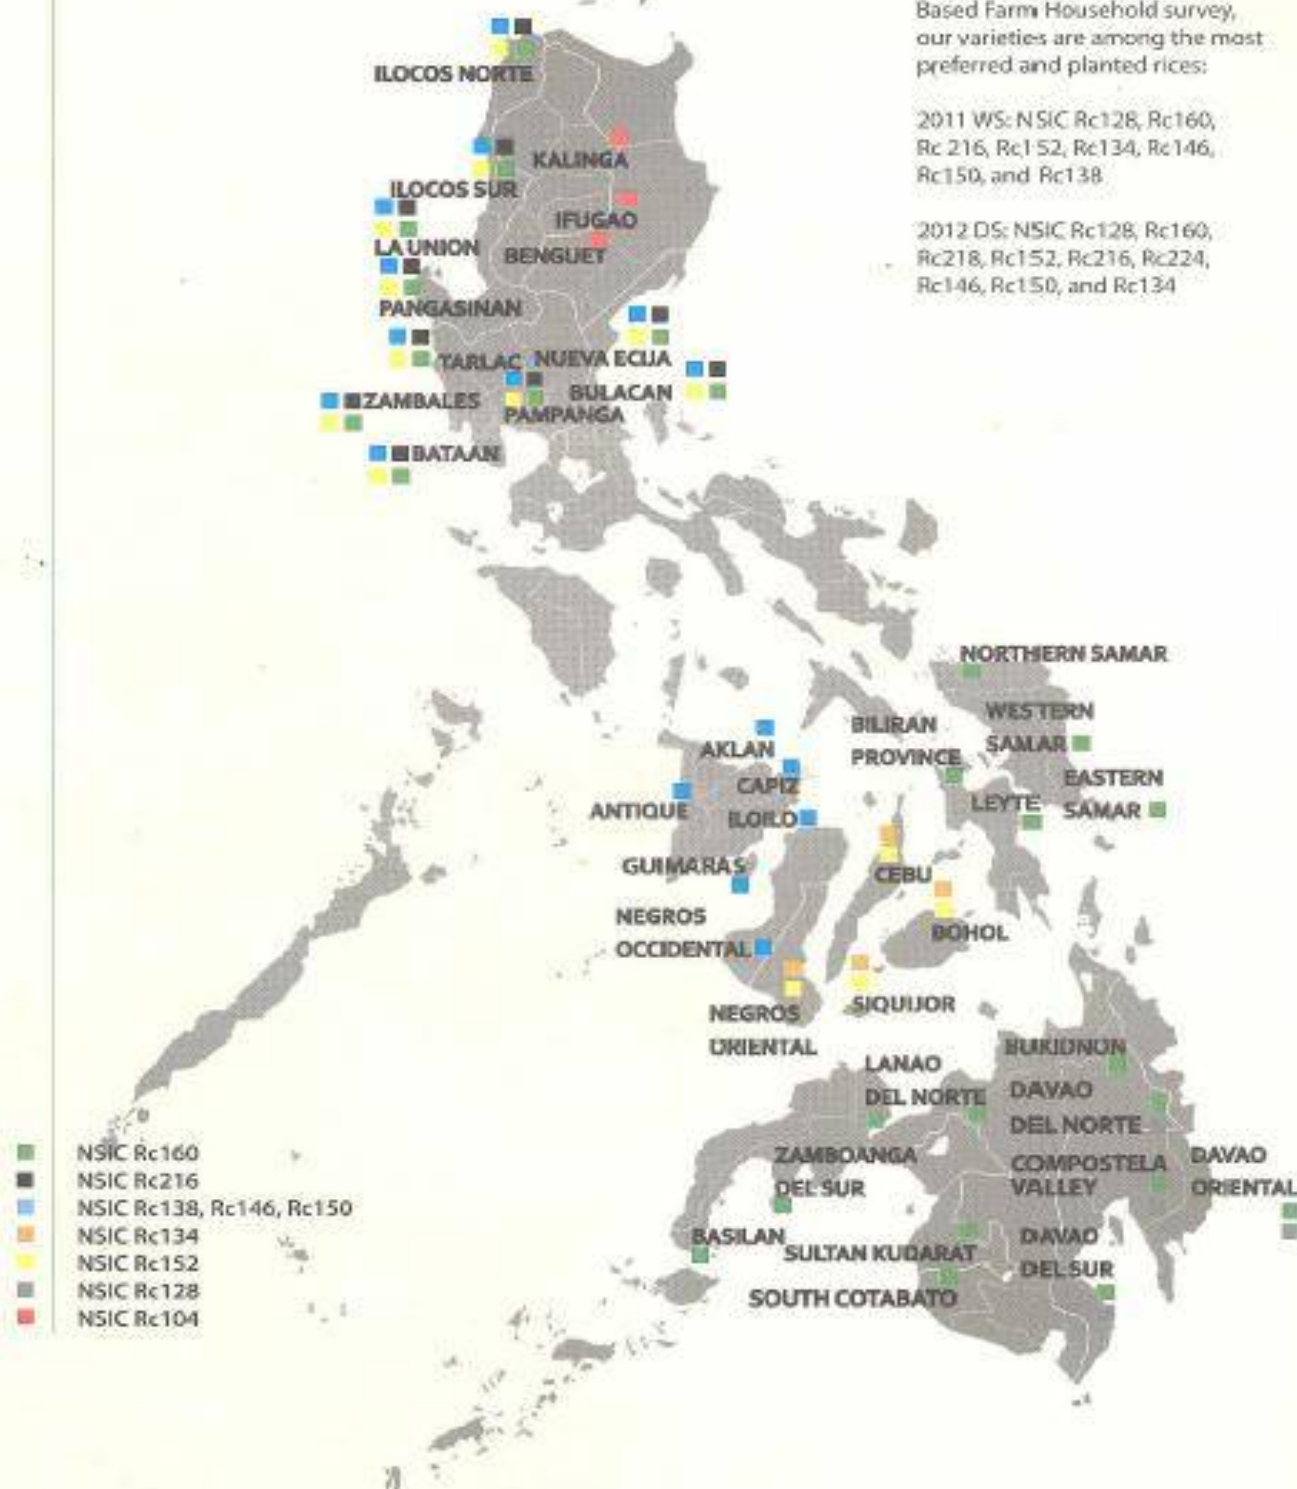 Based Farm Household survey,
our varieties are among the most
preferred and planted rices:
2011 WS: NSIC Rc128, Rc160,
Rc 216, Rc152, Rc134, Rc146,
Rc150, and Rc138
2012 DS: NSIC Rc128, Rc160,
Rc218, Rc152, Rc216, Rc224,
Rc146, Rc150, and Rc134
ILOCOS NORTE
KALINGA
ILOCOS SUR
IFUGAO
LA UNION
BENGUET
PANGASINAN
TARLAC
NUEVA ECIJA
BULACAN
ZAMBALES
PAMPANGA
BATAAN
NORTHERN SAMAR
WESTERN
SAMAR
BILIRAN
PROVINCE
EASTERN
SAMAR
LEYTE
AKLAN
CAPIZ
ANTIQUE
ILOILO
GUIMARAS
CEBU
NEGROS
OCCIDENTAL
BOHOL
SIQUIJOR
NEGROS
ORIENTAL
LANAO
DEL NORTE
BUKIDNON
DAVAO
DEL NORTE
ZAMBOANGA
DEL SUR
COMPOSTELA
VALLEY
DAVAO
ORIENTAL
BASILAN
SULTAN KUDARAT
DAVAO
DEL SUR
SOUTH COTABATO
NSIC Rc160
NSIC Rc216
NSIC Rc138, Rc146, Rc150
NSIC Rc134
NSIC Rc152
NSIC Rc128
NSIC Rc104